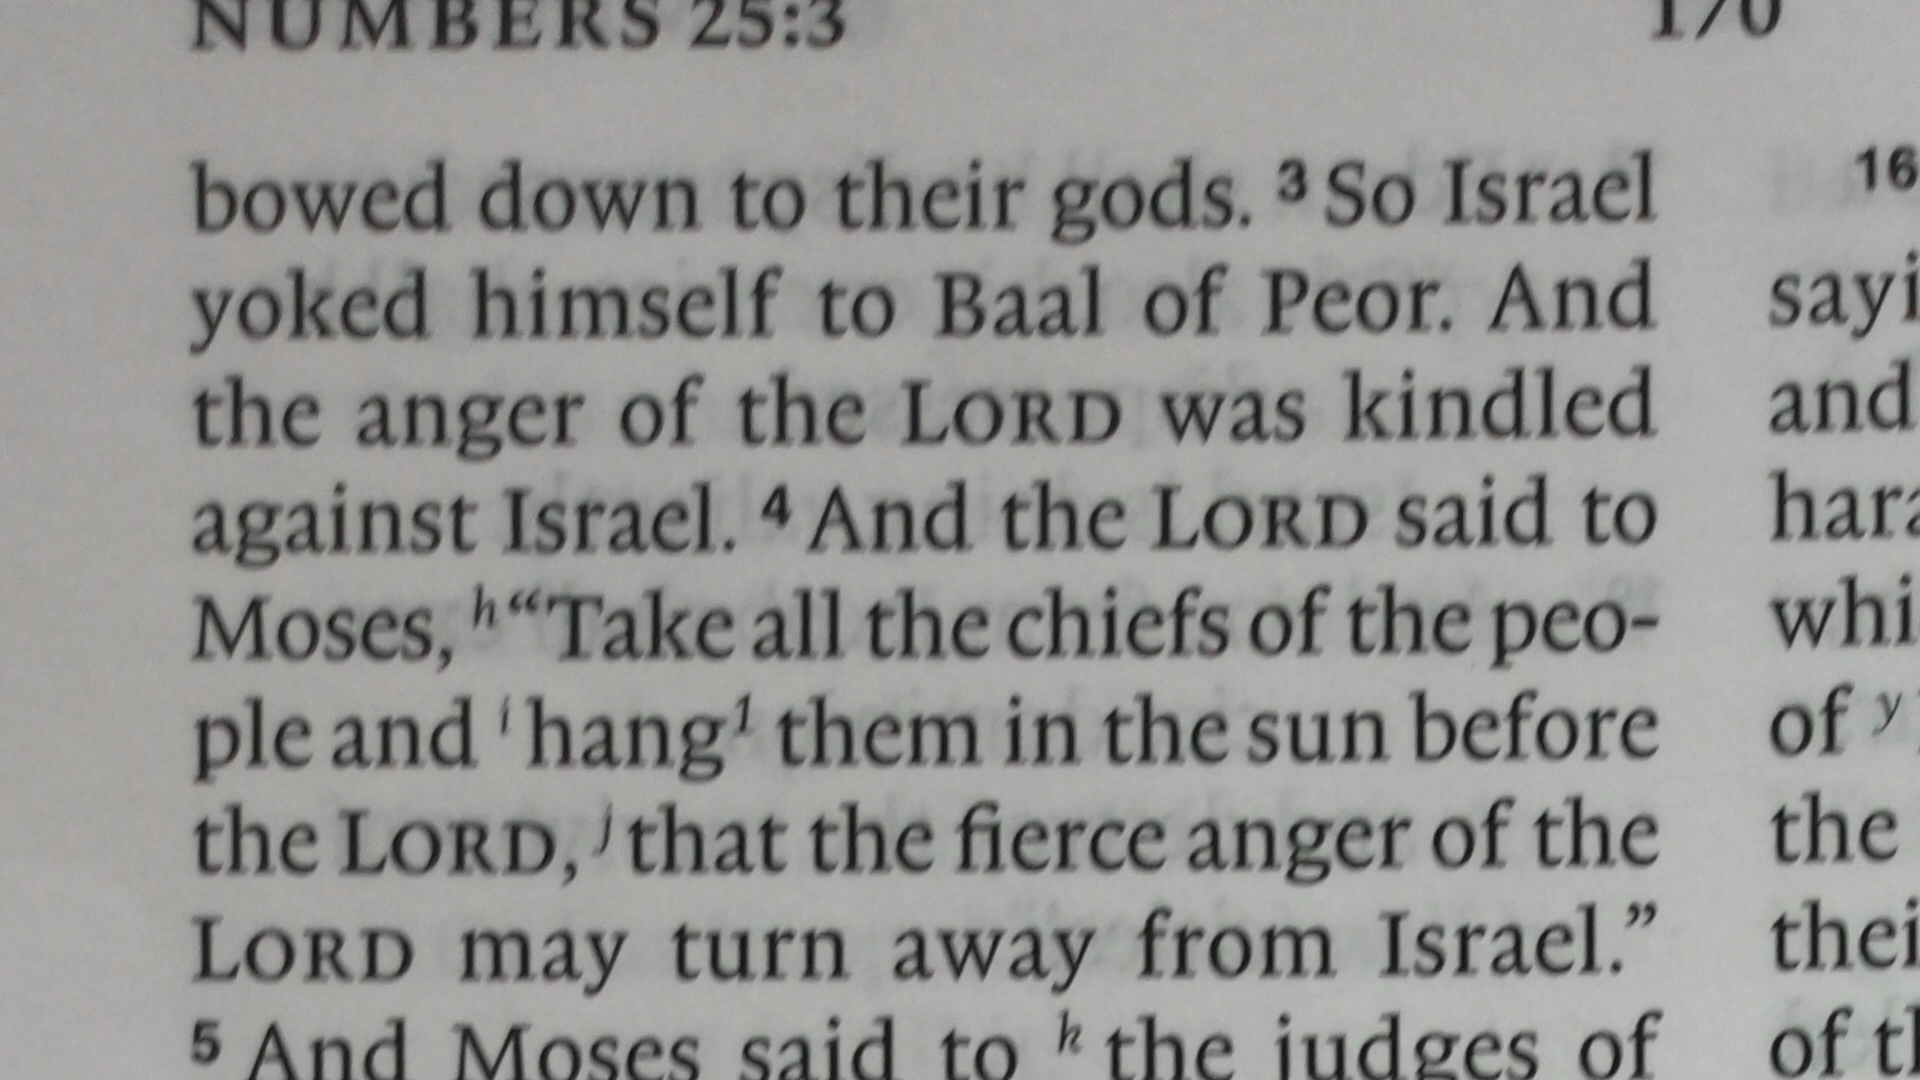 NUMBERS 25:3
170
bowed down to their gods. 3 So Israel
yoked himself to Baal of Peor. And
the anger of the LORD was kindled
against Israel. 4 And the LORD said to
Moses, h“Take all the chiefs of the peo-
ple and i hang1 them in the sun before
the LORD, j that the fierce anger of the
LORD may turn away from Israel.”
5 And Moses said to k the judges of
16
and
whi
of y
the
thei
of